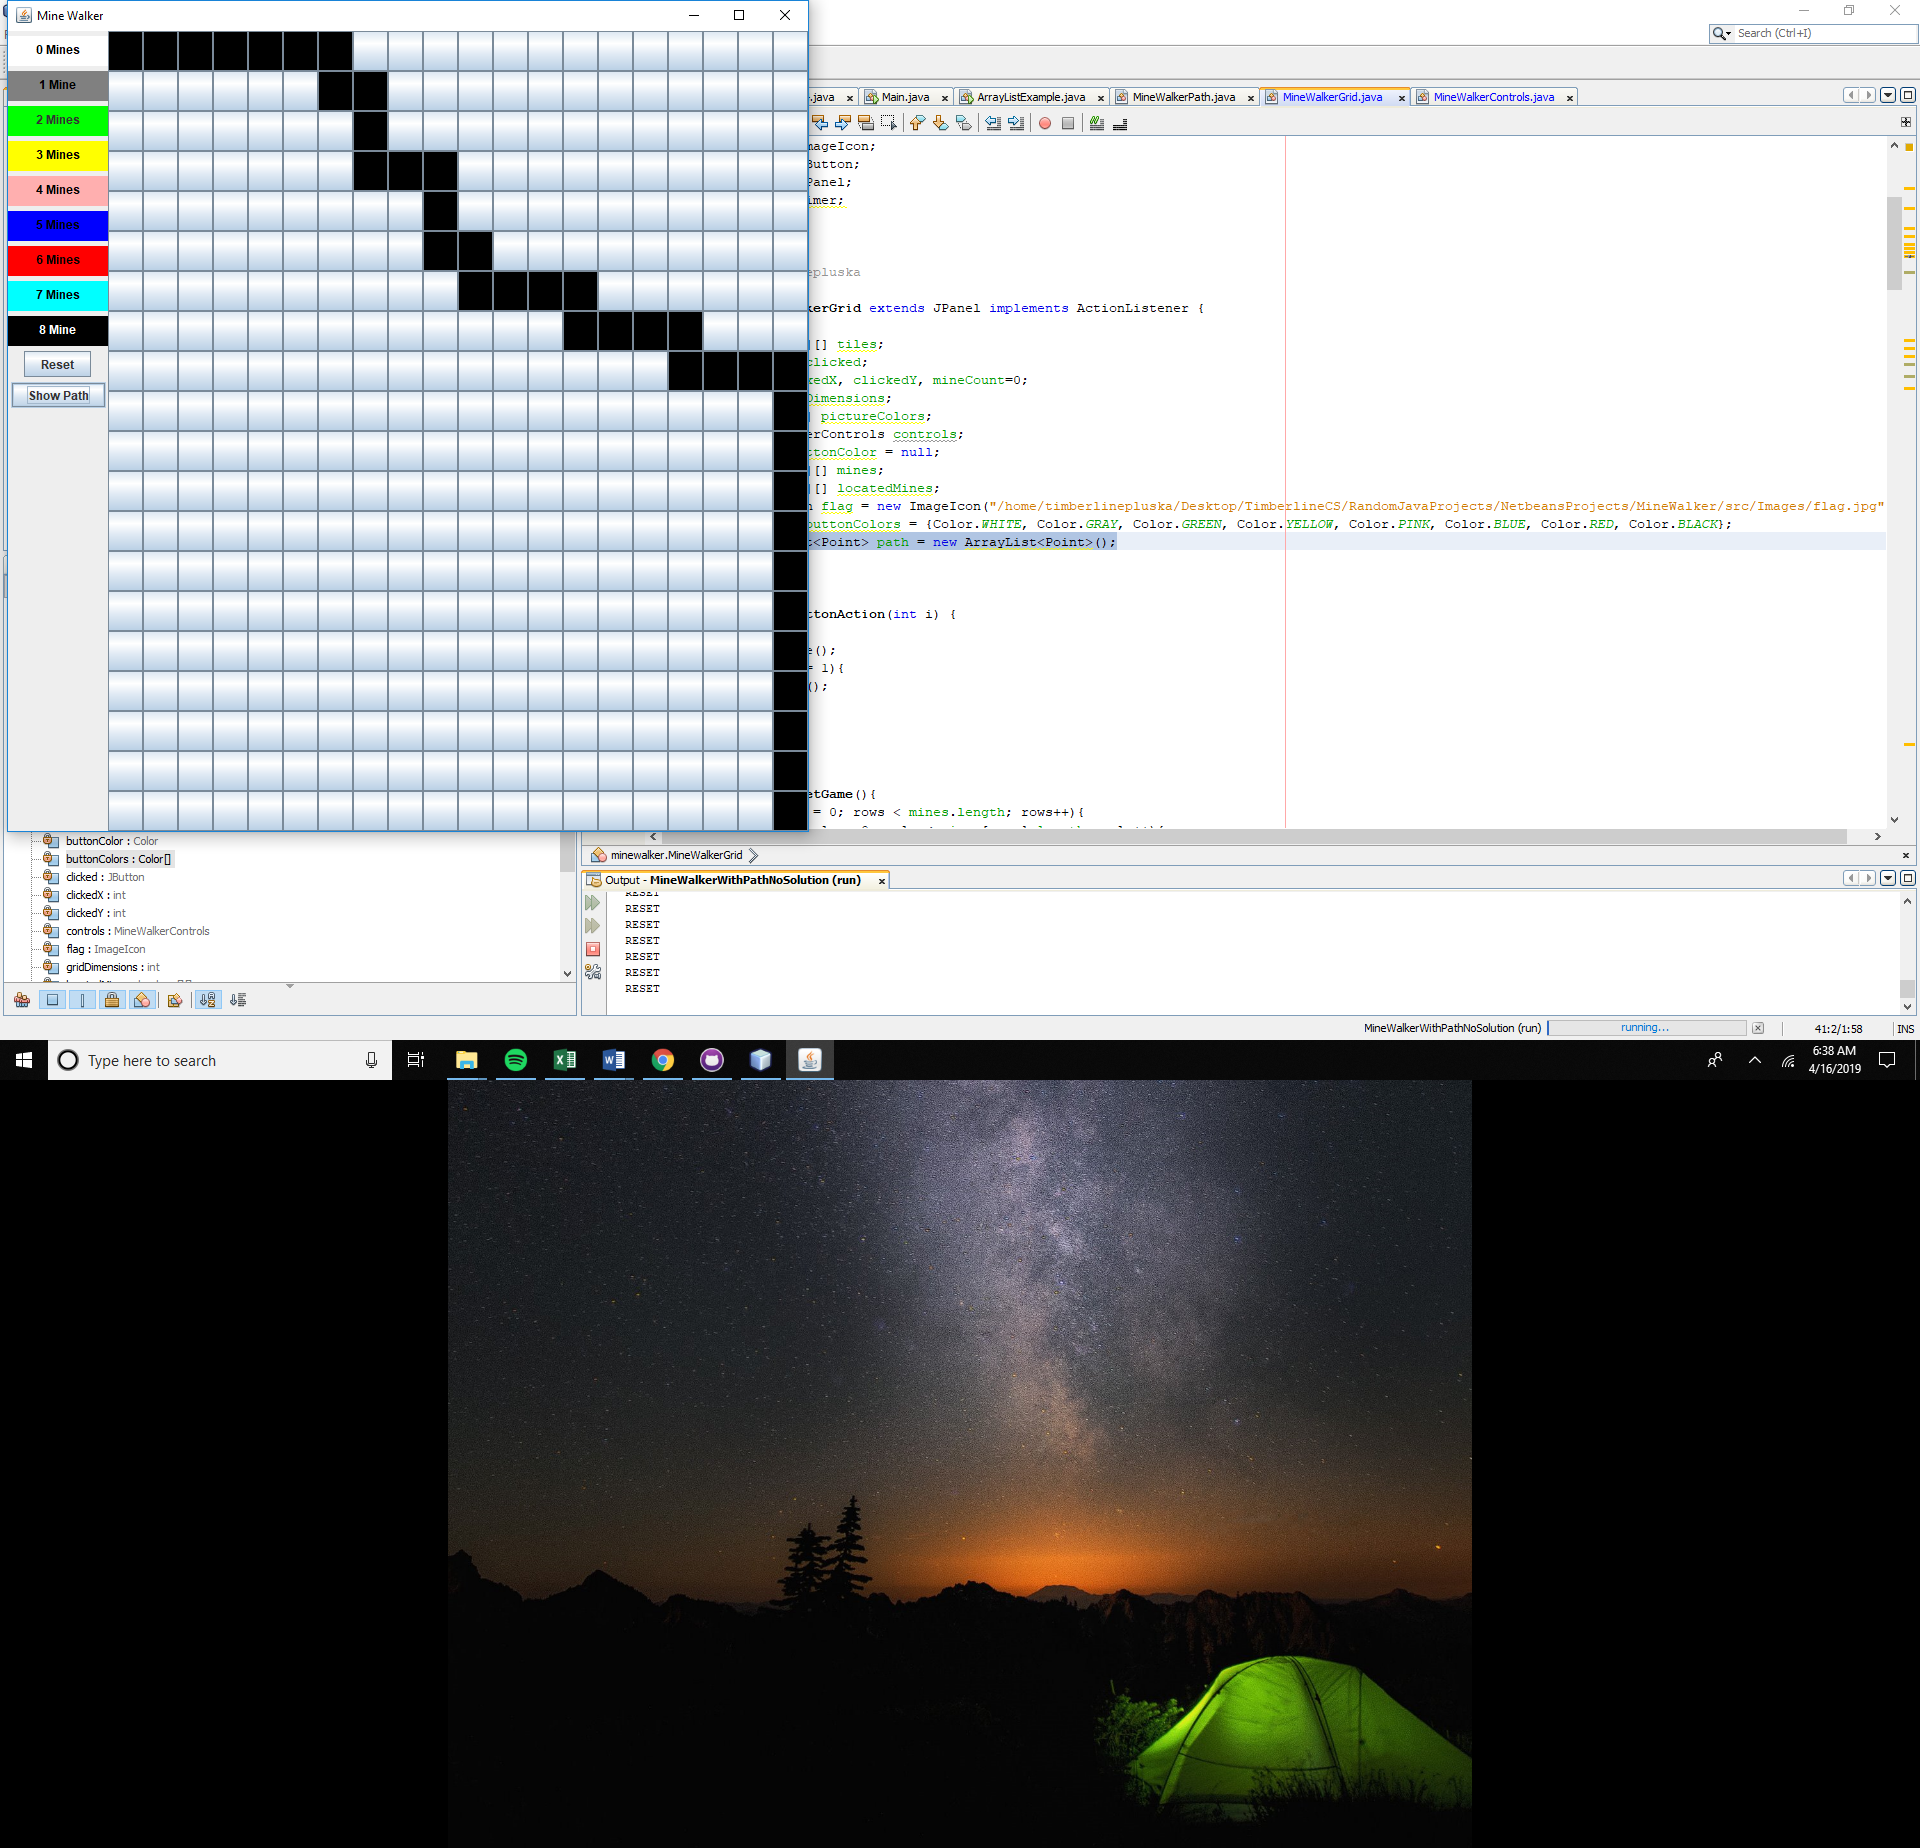 Mine Walker
0 Mines
1 Mine
2 Mines
3 Mines
4 Mines
5 Mines
6 Mines
7 Mines
8 Mine
Reset
Show Path
Search (Ctrl+I)
.java
Main.java
ArrayListExample.java
MineWalkerPath.java
MineWalkerGrid.java
MineWalkerControls.java
mageIcon;
Button;
Panel;
imer;
epluska
kerGrid extends JPanel implements ActionListener {
[] tiles;
clicked;
kedX, clickedY, mineCount=0;
Dimensions;
] pictureColors;
erControls controls;
ttonColor = null;
[] mines;
[] locatedMines;
n flag = new ImageIcon("/home/timberlinepluska/Desktop/TimberlineCS/RandomJavaProjects/NetbeansProjects/MineWalker/src/Images/flag.jpg"
buttonColors = {Color.WHITE, Color.GRAY, Color.GREEN, Color.YELLOW, Color.PINK, Color.BLUE, Color.RED, Color.BLACK};
t<Point> path = new ArrayList<Point>();
ttonAction(int i) {
e();
= 1){
();
etGame(){
= 0; rows < mines.length; rows++){
minewalker.MineWalkerGrid
buttonColor : Color
buttonColors : Color[]
clicked : JButton
clickedX : int
clickedY : int
controls : MineWalkerControls
flag : ImageIcon
gridDimensions : int
Output - MineWalkerWithPathNoSolution (run)
RESET
RESET
RESET
RESET
RESET
RESET
RESET
MineWalkerWithPathNoSolution (run)
running...
41:2/1:58
INS
Type here to search
6:38 AM
4/16/2019